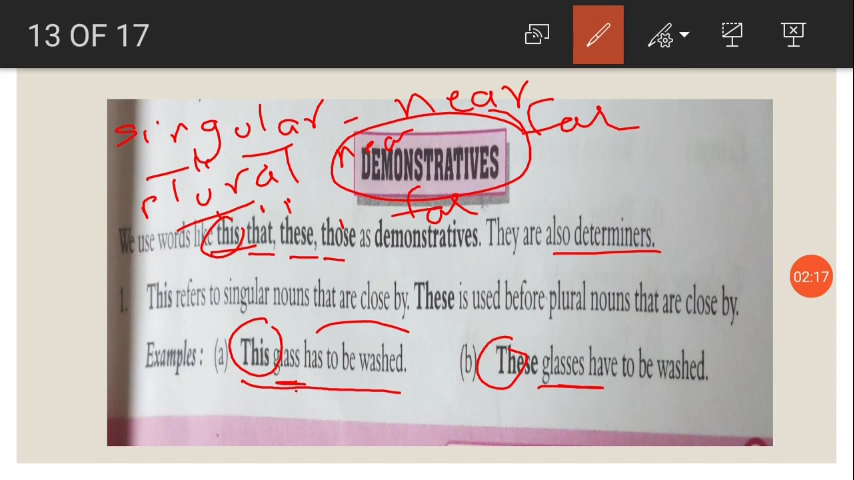 13 OF 17
singular - near far
plural near
far
DEMONSTRATIVES
We use words like this, that, these, those as demonstratives. They are also determiners.
1. This refers to singular nouns that are close by. These is used before plural nouns that are close by.
Examples : (a) This glass has to be washed. (b) These glasses have to be washed.
02:17